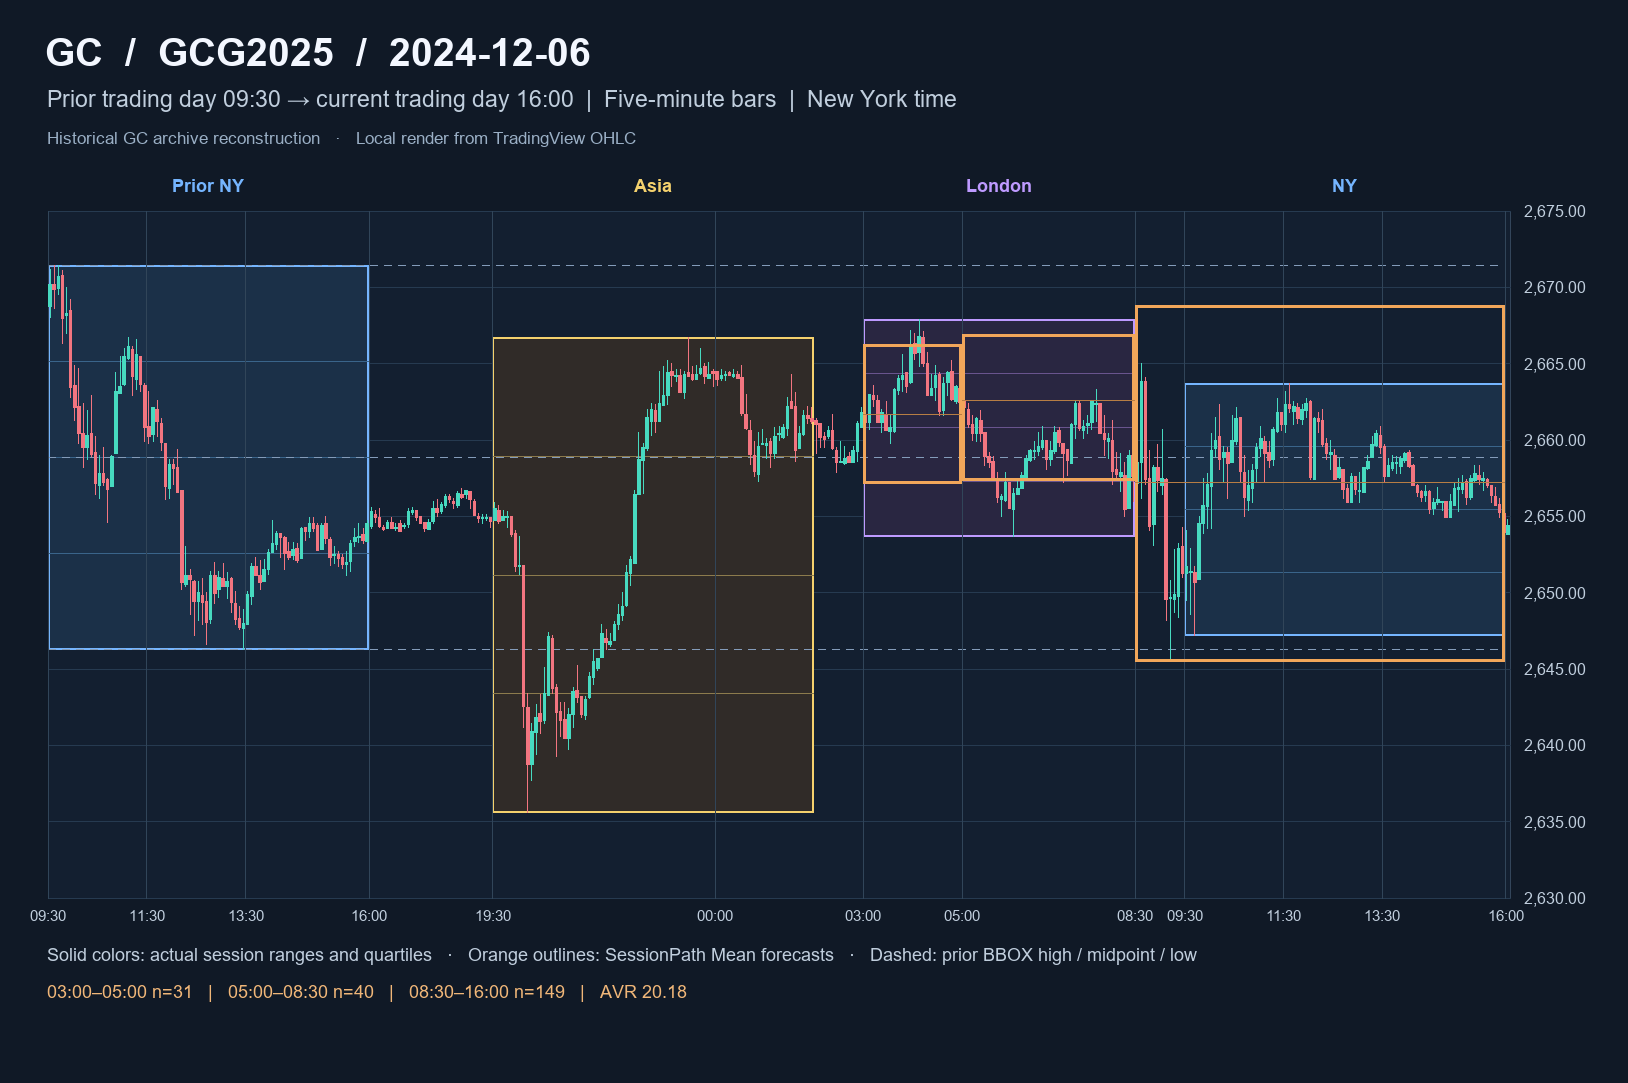 GC / GCG2025 / 2024-12-06
Prior trading day 09:30 → current trading day 16:00 | Five-minute bars | New York time
Historical GC archive reconstruction · Local render from TradingView OHLC
Prior NY Asia London NY
2,675.00
2,670.00
2,665.00
2,660.00
2,655.00
2,650.00
2,645.00
2,640.00
2,635.00
2,630.00
09:30 11:30 13:30 16:00 19:30 00:00 03:00 05:00 08:30 09:30 11:30 13:30 16:00
Solid colors: actual session ranges and quartiles · Orange outlines: SessionPath Mean forecasts · Dashed: prior BBOX high / midpoint / low
03:00–05:00 n=31 | 05:00–08:30 n=40 | 08:30–16:00 n=149 | AVR 20.18